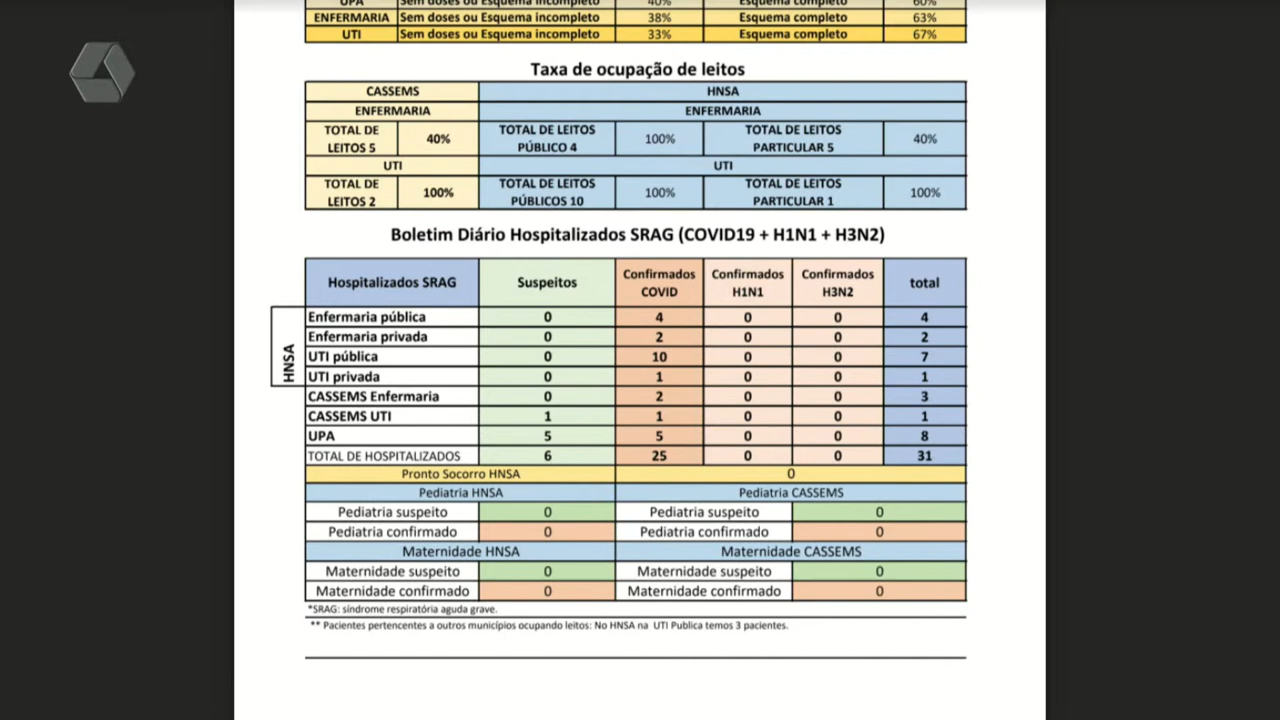 UPA Sem doses ou Esquema incompleto 40% Esquema completo 60%
ENFERMARIA Sem doses ou Esquema incompleto 38% Esquema completo 63%
UTI Sem doses ou Esquema incompleto 33% Esquema completo 67%
Taxa de ocupação de leitos
CASSEMS HNSA
ENFERMARIA ENFERMARIA
TOTAL DE LEITOS 5 40% TOTAL DE LEITOS PÚBLICO 4 100% TOTAL DE LEITOS PARTICULAR 5 40%
UTI UTI
TOTAL DE LEITOS 2 100% TOTAL DE LEITOS PÚBLICOS 10 100% TOTAL DE LEITOS PARTICULAR 1 100%
Boletim Diário Hospitalizados SRAG (COVID19 + H1N1 + H3N2)
Hospitalizados SRAG Suspeitos Confirmados COVID Confirmados H1N1 Confirmados H3N2 total
HNSA
Enfermaria pública 0 4 0 0 4
Enfermaria privada 0 2 0 0 2
UTI pública 0 10 0 0 7
UTI privada 0 1 0 0 1
CASSEMS Enfermaria 0 2 0 0 3
CASSEMS UTI 1 1 0 0 1
UPA 5 5 0 0 8
TOTAL DE HOSPITALIZADOS 6 25 0 0 31
Pronto Socorro HNSA 0
Pediatria HNSA Pediatria CASSEMS
Pediatria suspeito 0 Pediatria suspeito 0
Pediatria confirmado 0 Pediatria confirmado 0
Maternidade HNSA Maternidade CASSEMS
Maternidade suspeito 0 Maternidade suspeito 0
Maternidade confirmado 0 Maternidade confirmado 0
*SRAG: síndrome respiratória aguda grave.
** Pacientes pertencentes a outros municípios ocupando leitos: No HNSA na UTI Publica temos 3 pacientes.